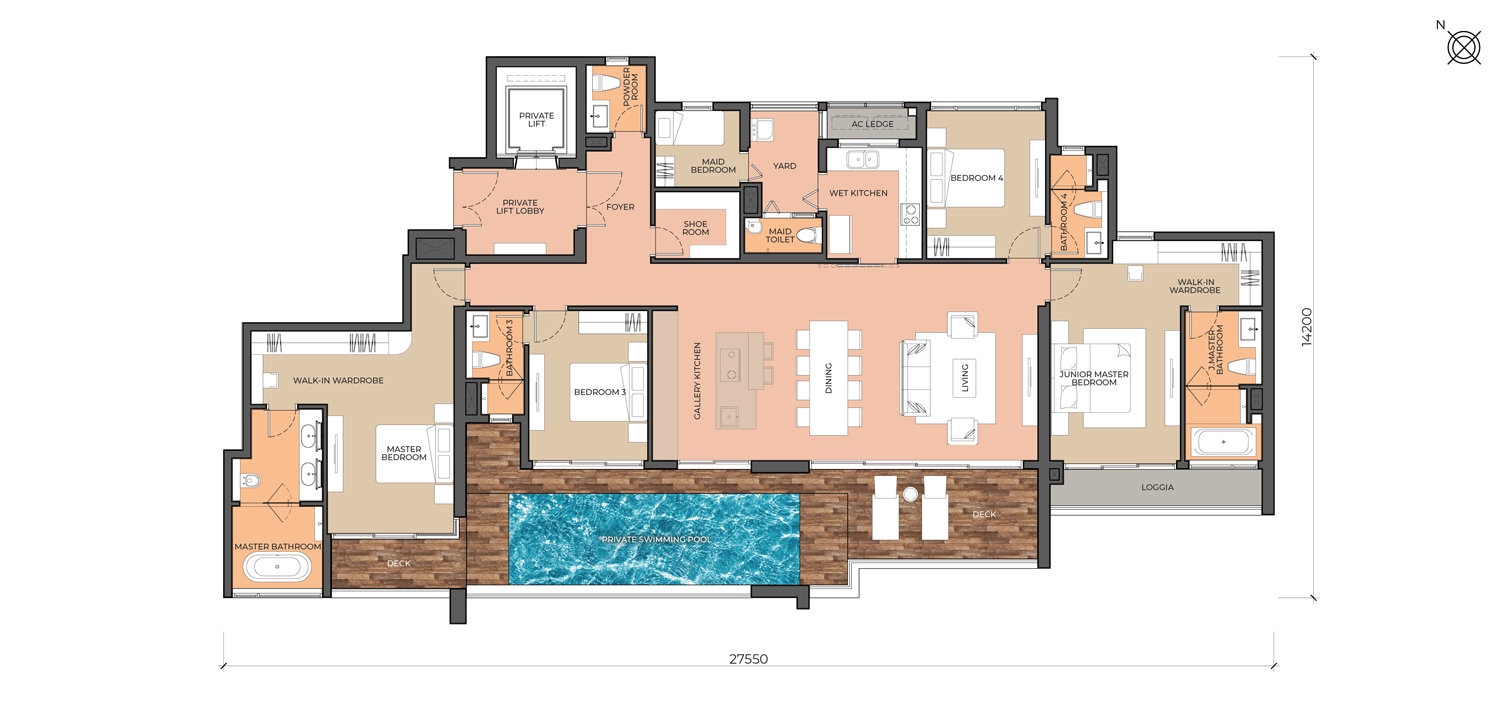 N
POWDER
ROOM
PRIVATE
LIFT
AC LEDGE
MAID
BEDROOM
YARD
BEDROOM 4
WET KITCHEN
PRIVATE
LIFT LOBBY
FOYER
SHOE
ROOM
MAID
TOILET
BATHROOM 4
WALK-IN
WARDROBE
14200
BATHROOM 3
J.MASTER
BATHROOM
WALK-IN WARDROBE
BEDROOM 3
GALLERY KITCHEN
DINING
LIVING
JUNIOR MASTER
BEDROOM
MASTER
BEDROOM
LOGGIA
DECK
PRIVATE SWIMMING POOL
MASTER BATHROOM
DECK
27550